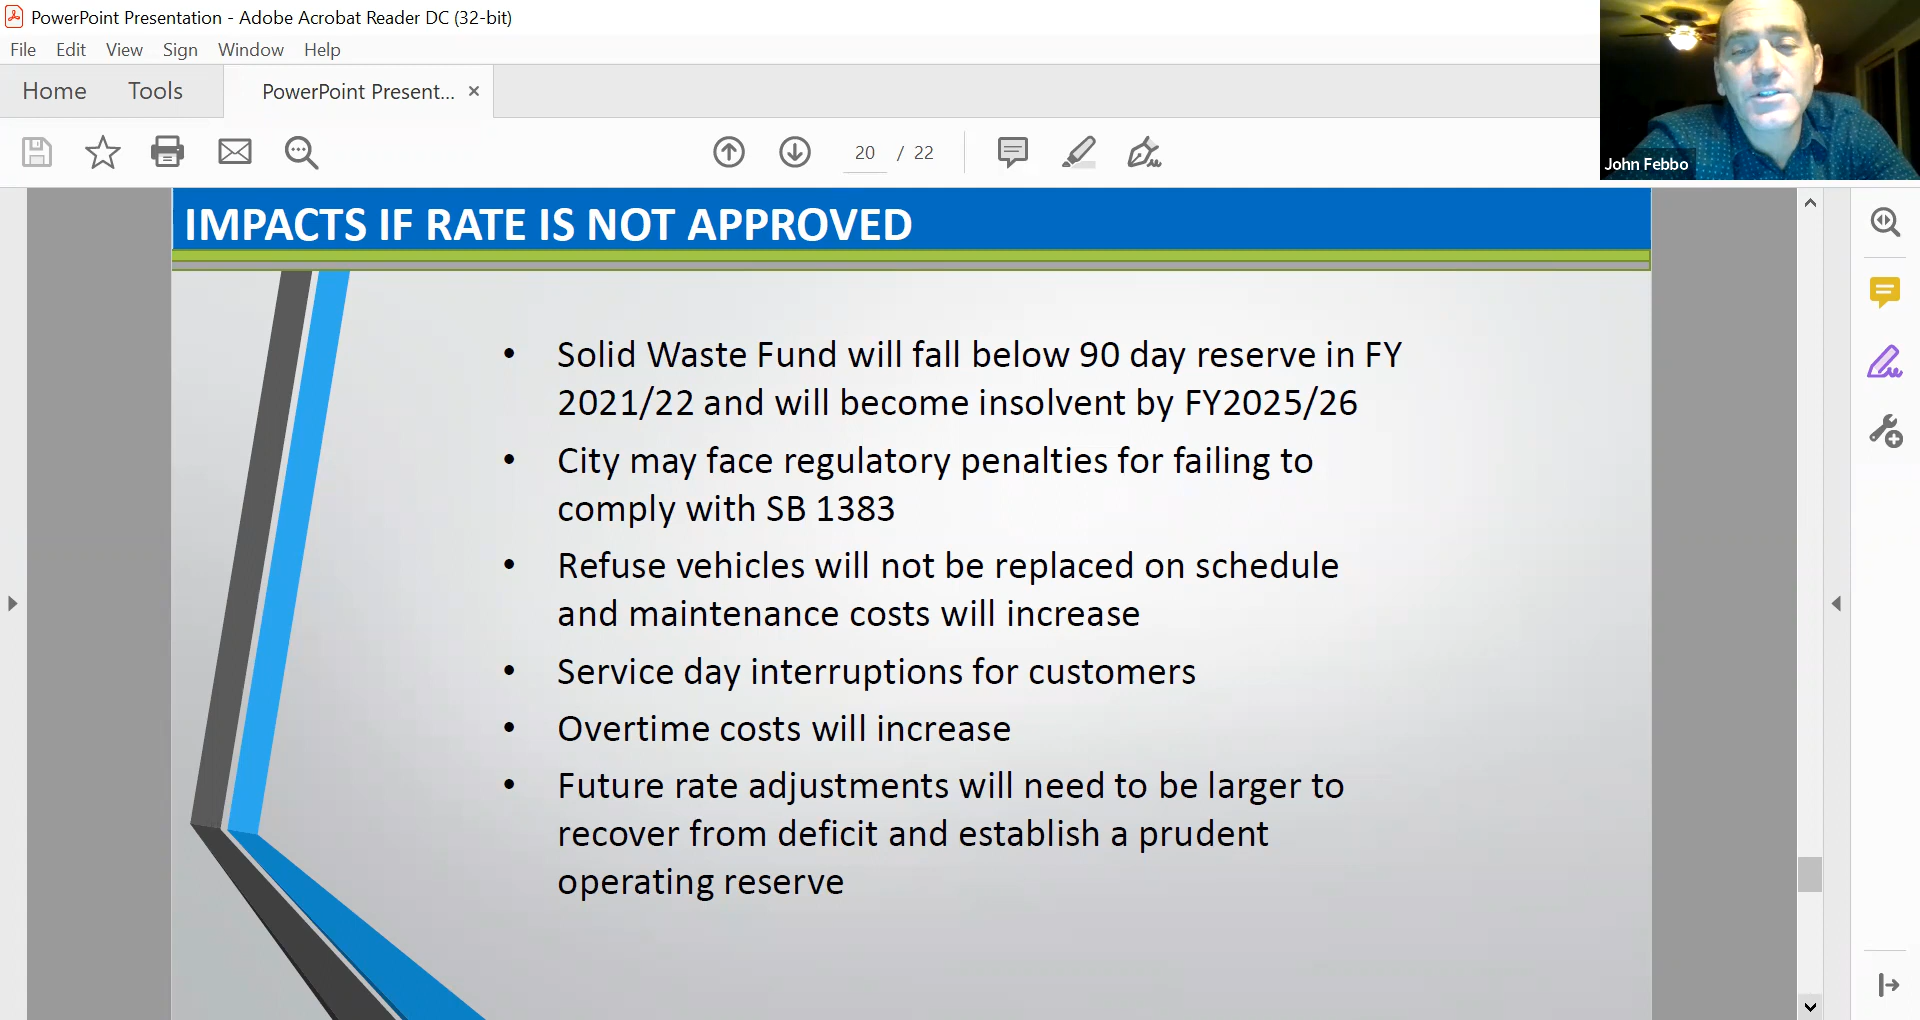 PowerPoint Presentation - Adobe Acrobat Reader DC (32-bit)
File Edit View Sign Window Help
Home Tools PowerPoint Present... ×
20 / 22
John Febbo
IMPACTS IF RATE IS NOT APPROVED
• Solid Waste Fund will fall below 90 day reserve in FY
2021/22 and will become insolvent by FY2025/26
• City may face regulatory penalties for failing to
comply with SB 1383
• Refuse vehicles will not be replaced on schedule
and maintenance costs will increase
• Service day interruptions for customers
• Overtime costs will increase
• Future rate adjustments will need to be larger to
recover from deficit and establish a prudent
operating reserve